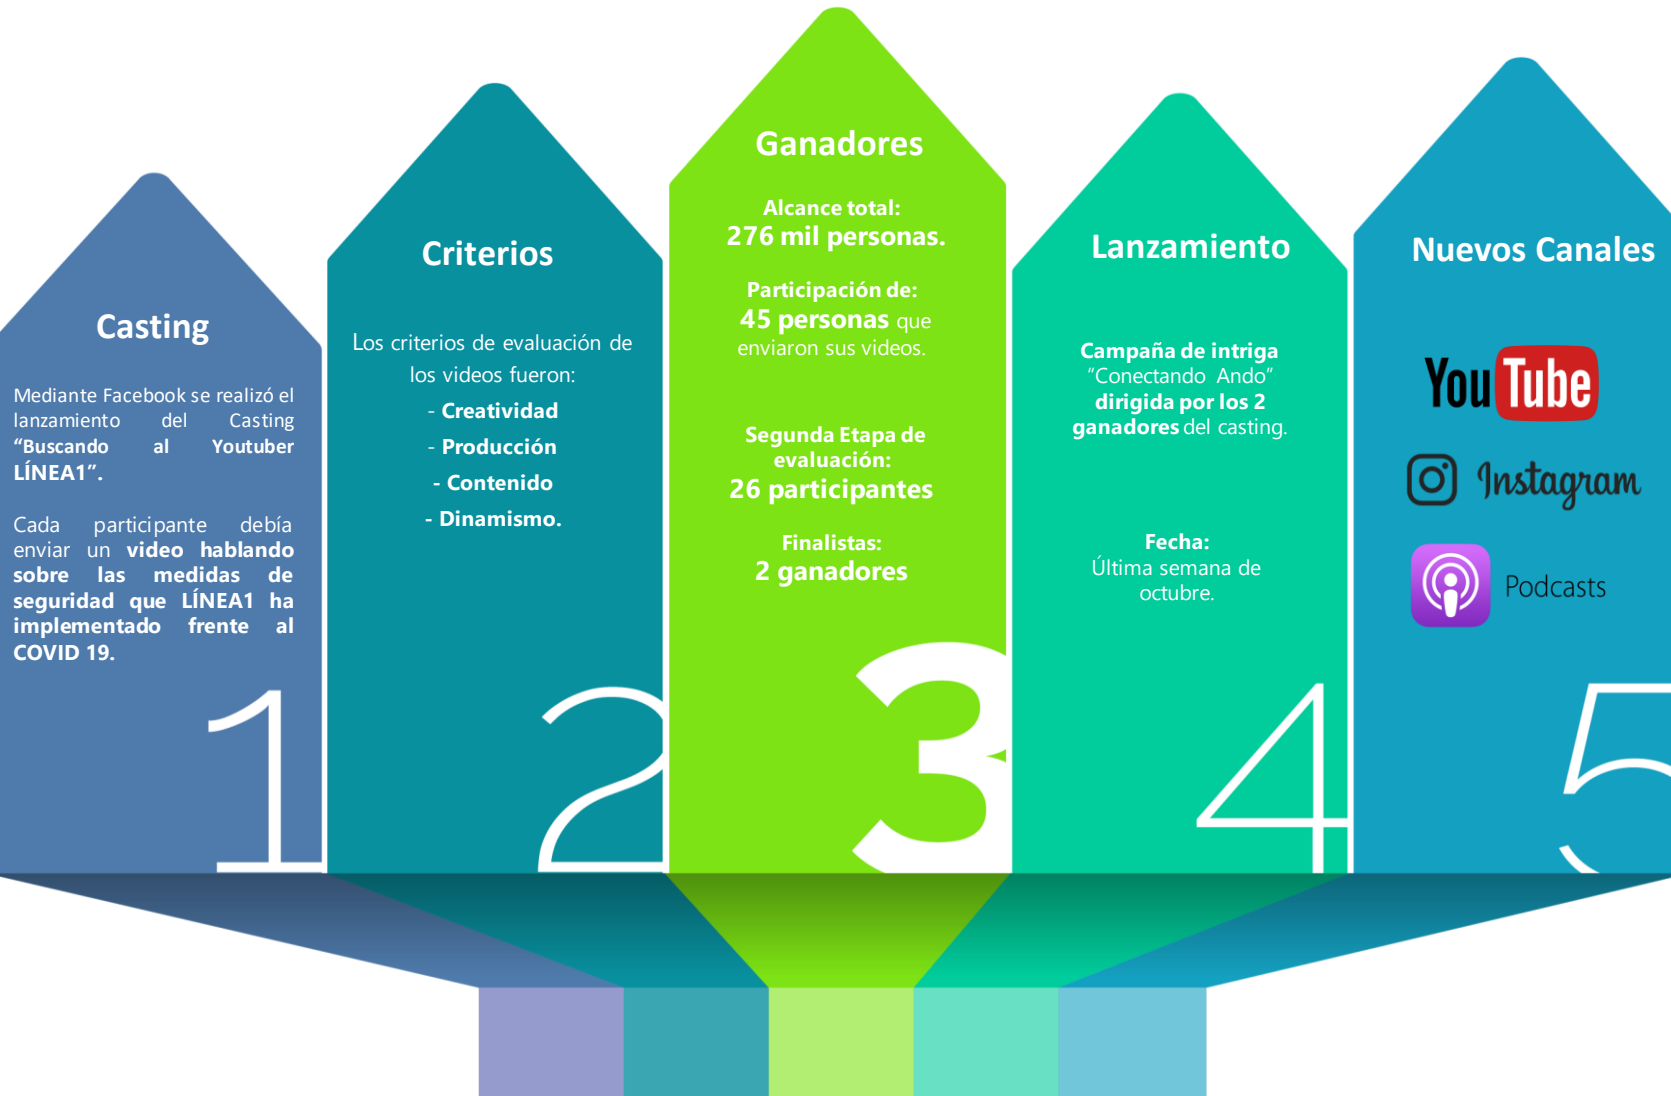 Casting
Mediante Facebook se realizó el
lanzamiento del Casting
“Buscando al Youtuber
LÍNEA1”.
Cada participante debía
enviar un video hablando
sobre las medidas de
seguridad que LÍNEA1 ha
implementado frente al
COVID 19.
1
Criterios
Los criterios de evaluación de
los videos fueron:
- Creatividad
- Producción
- Contenido
- Dinamismo.
2
Ganadores
Alcance total:
276 mil personas.
Participación de:
45 personas que
enviaron sus videos.
Segunda Etapa de
evaluación:
26 participantes
Finalistas:
2 ganadores
3
Lanzamiento
Campaña de intriga
“Conectando Ando”
dirigida por los 2
ganadores del casting.
Fecha:
Última semana de
octubre.
4
Nuevos Canales
YouTube
Instagram
Podcasts
5